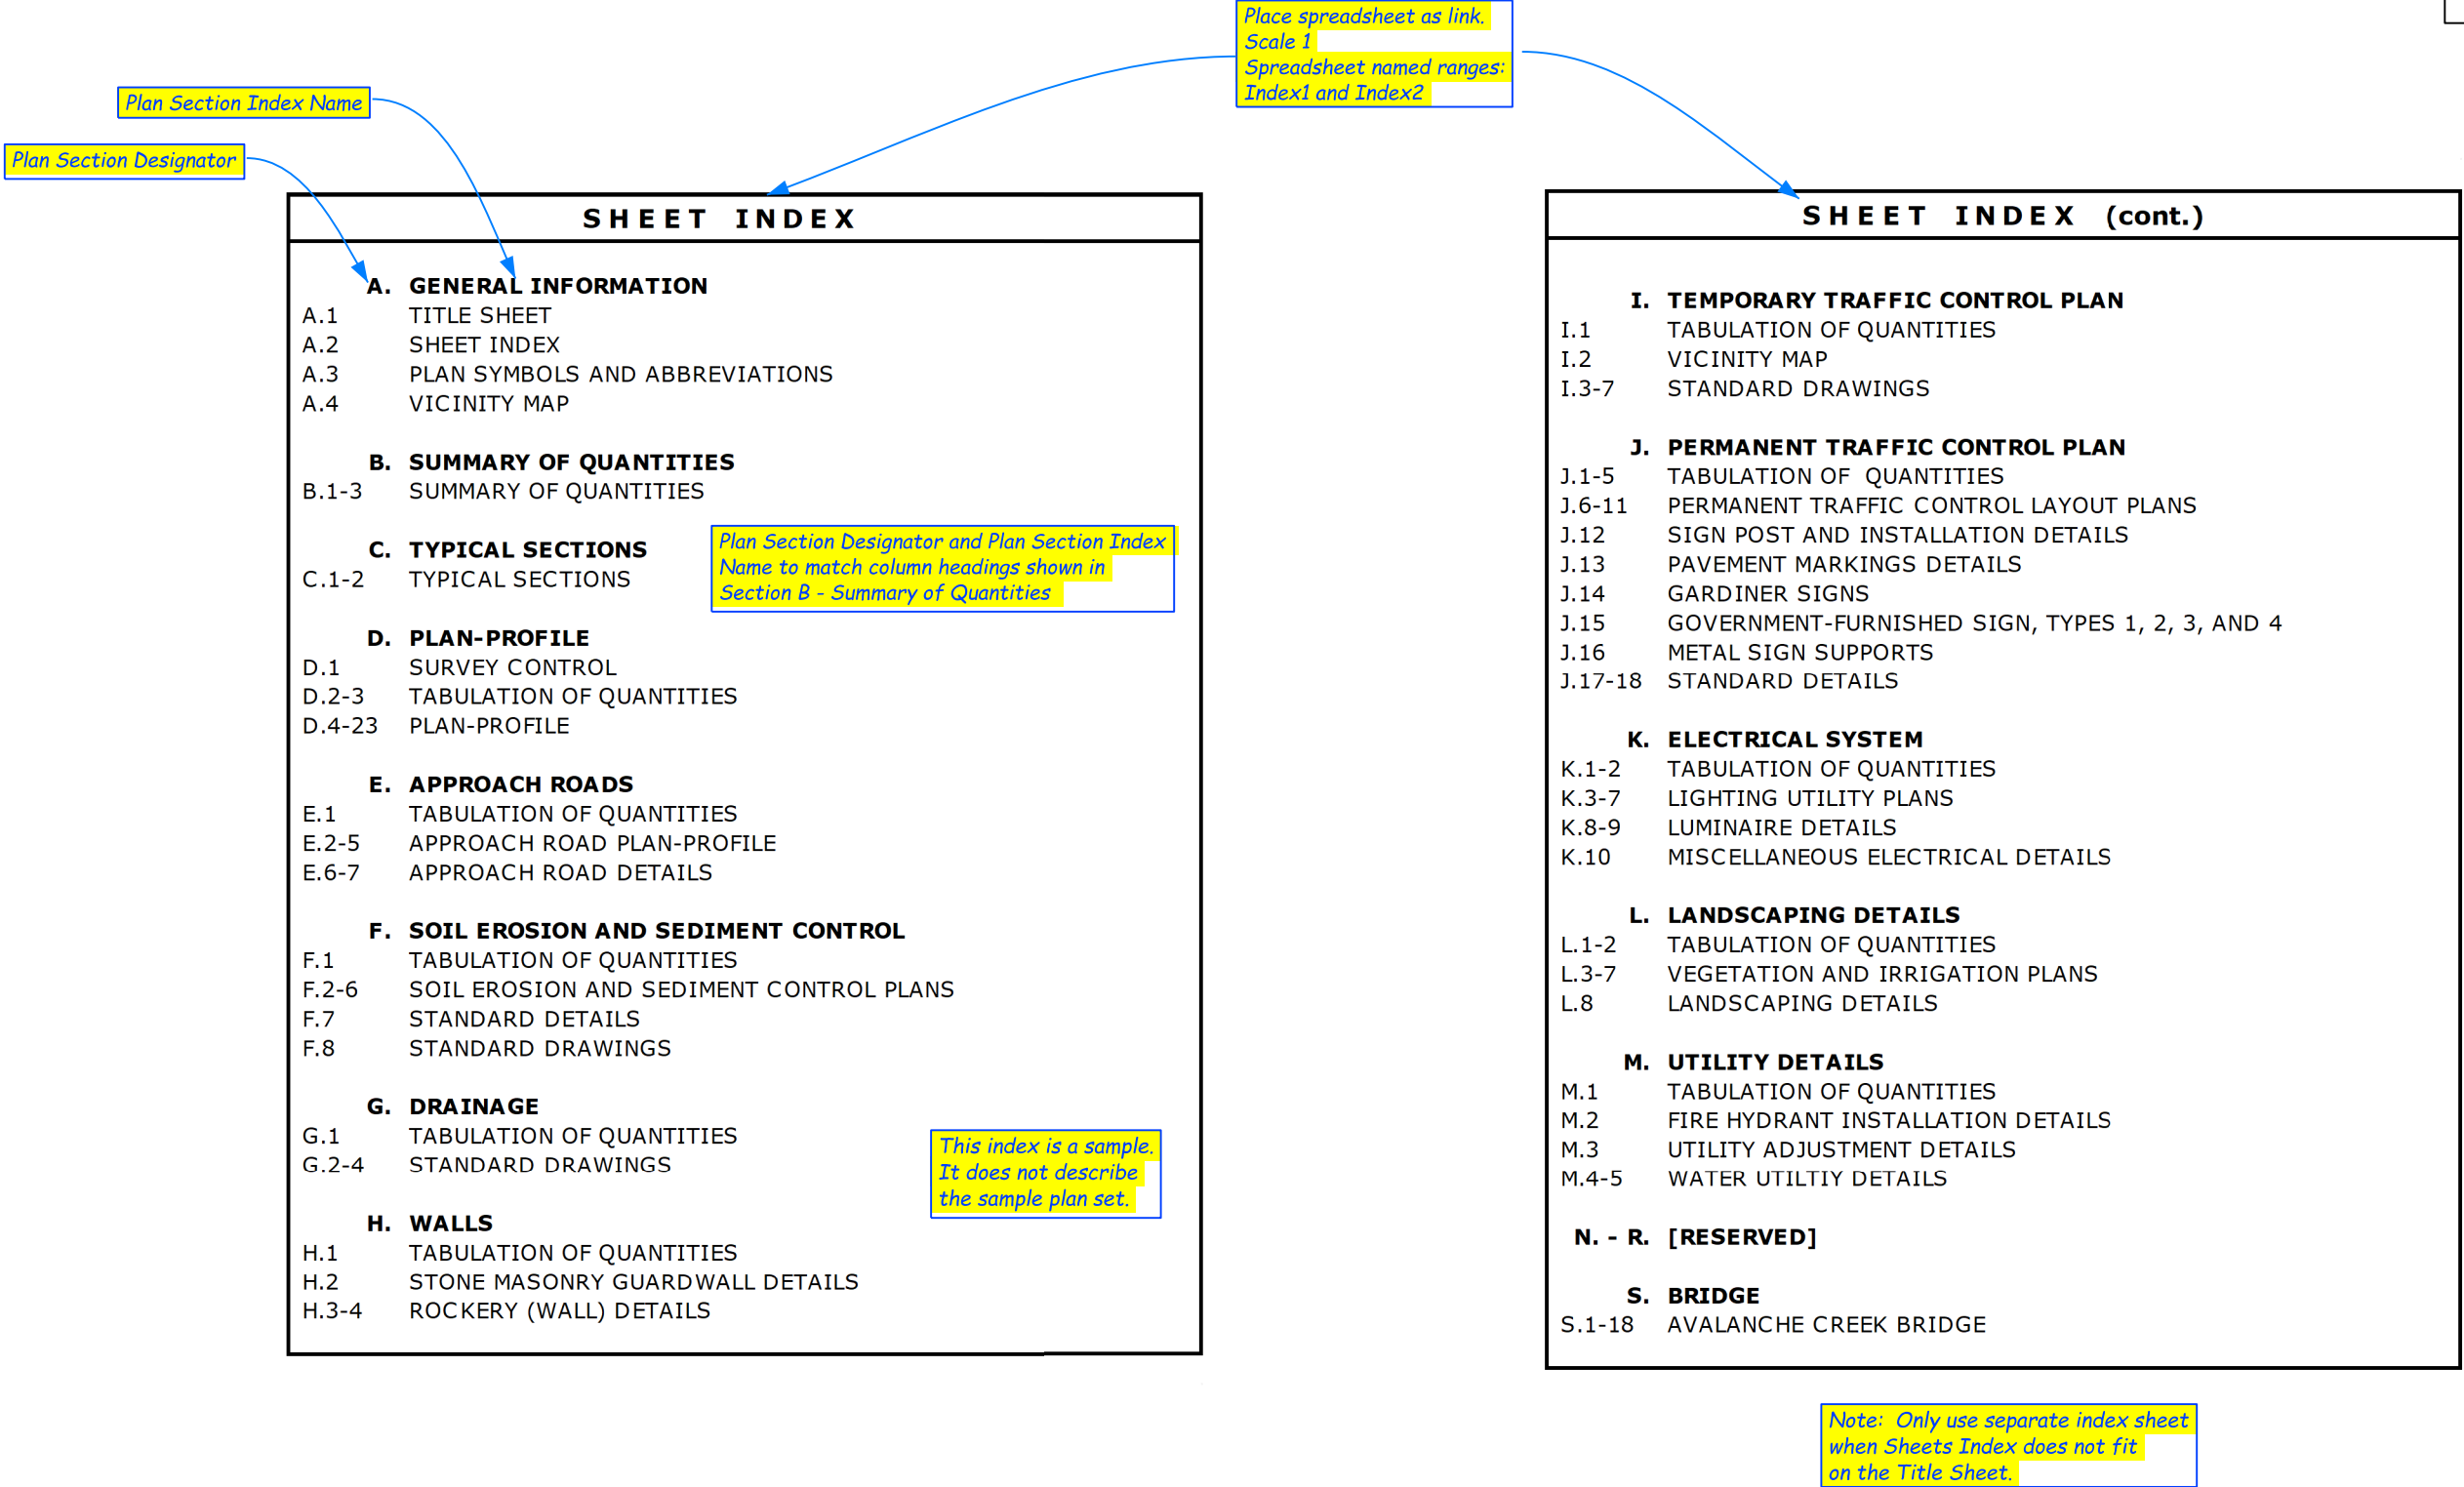 Place spreadsheet as link.
Scale 1
Spreadsheet named ranges:
Index1 and Index2
Plan Section Index Name
Plan Section Designator
SHEET INDEX
A. GENERAL INFORMATION
A.1 TITLE SHEET
A.2 SHEET INDEX
A.3 PLAN SYMBOLS AND ABBREVIATIONS
A.4 VICINITY MAP
B. SUMMARY OF QUANTITIES
B.1-3 SUMMARY OF QUANTITIES
C. TYPICAL SECTIONS
C.1-2 TYPICAL SECTIONS
Plan Section Designator and Plan Section Index
Name to match column headings shown in
Section B - Summary of Quantities
D. PLAN-PROFILE
D.1 SURVEY CONTROL
D.2-3 TABULATION OF QUANTITIES
D.4-23 PLAN-PROFILE
E. APPROACH ROADS
E.1 TABULATION OF QUANTITIES
E.2-5 APPROACH ROAD PLAN-PROFILE
E.6-7 APPROACH ROAD DETAILS
F. SOIL EROSION AND SEDIMENT CONTROL
F.1 TABULATION OF QUANTITIES
F.2-6 SOIL EROSION AND SEDIMENT CONTROL PLANS
F.7 STANDARD DETAILS
F.8 STANDARD DRAWINGS
G. DRAINAGE
G.1 TABULATION OF QUANTITIES
G.2-4 STANDARD DRAWINGS
This index is a sample.
It does not describe
the sample plan set.
H. WALLS
H.1 TABULATION OF QUANTITIES
H.2 STONE MASONRY GUARDWALL DETAILS
H.3-4 ROCKERY (WALL) DETAILS
SHEET INDEX (cont.)
I. TEMPORARY TRAFFIC CONTROL PLAN
I.1 TABULATION OF QUANTITIES
I.2 VICINITY MAP
I.3-7 STANDARD DRAWINGS
J. PERMANENT TRAFFIC CONTROL PLAN
J.1-5 TABULATION OF QUANTITIES
J.6-11 PERMANENT TRAFFIC CONTROL LAYOUT PLANS
J.12 SIGN POST AND INSTALLATION DETAILS
J.13 PAVEMENT MARKINGS DETAILS
J.14 GARDINER SIGNS
J.15 GOVERNMENT-FURNISHED SIGN, TYPES 1, 2, 3, AND 4
J.16 METAL SIGN SUPPORTS
J.17-18 STANDARD DETAILS
K. ELECTRICAL SYSTEM
K.1-2 TABULATION OF QUANTITIES
K.3-7 LIGHTING UTILITY PLANS
K.8-9 LUMINAIRE DETAILS
K.10 MISCELLANEOUS ELECTRICAL DETAILS
L. LANDSCAPING DETAILS
L.1-2 TABULATION OF QUANTITIES
L.3-7 VEGETATION AND IRRIGATION PLANS
L.8 LANDSCAPING DETAILS
M. UTILITY DETAILS
M.1 TABULATION OF QUANTITIES
M.2 FIRE HYDRANT INSTALLATION DETAILS
M.3 UTILITY ADJUSTMENT DETAILS
M.4-5 WATER UTILTIY DETAILS
N. - R. [RESERVED]
S. BRIDGE
S.1-18 AVALANCHE CREEK BRIDGE
Note: Only use separate index sheet
when Sheets Index does not fit
on the Title Sheet.